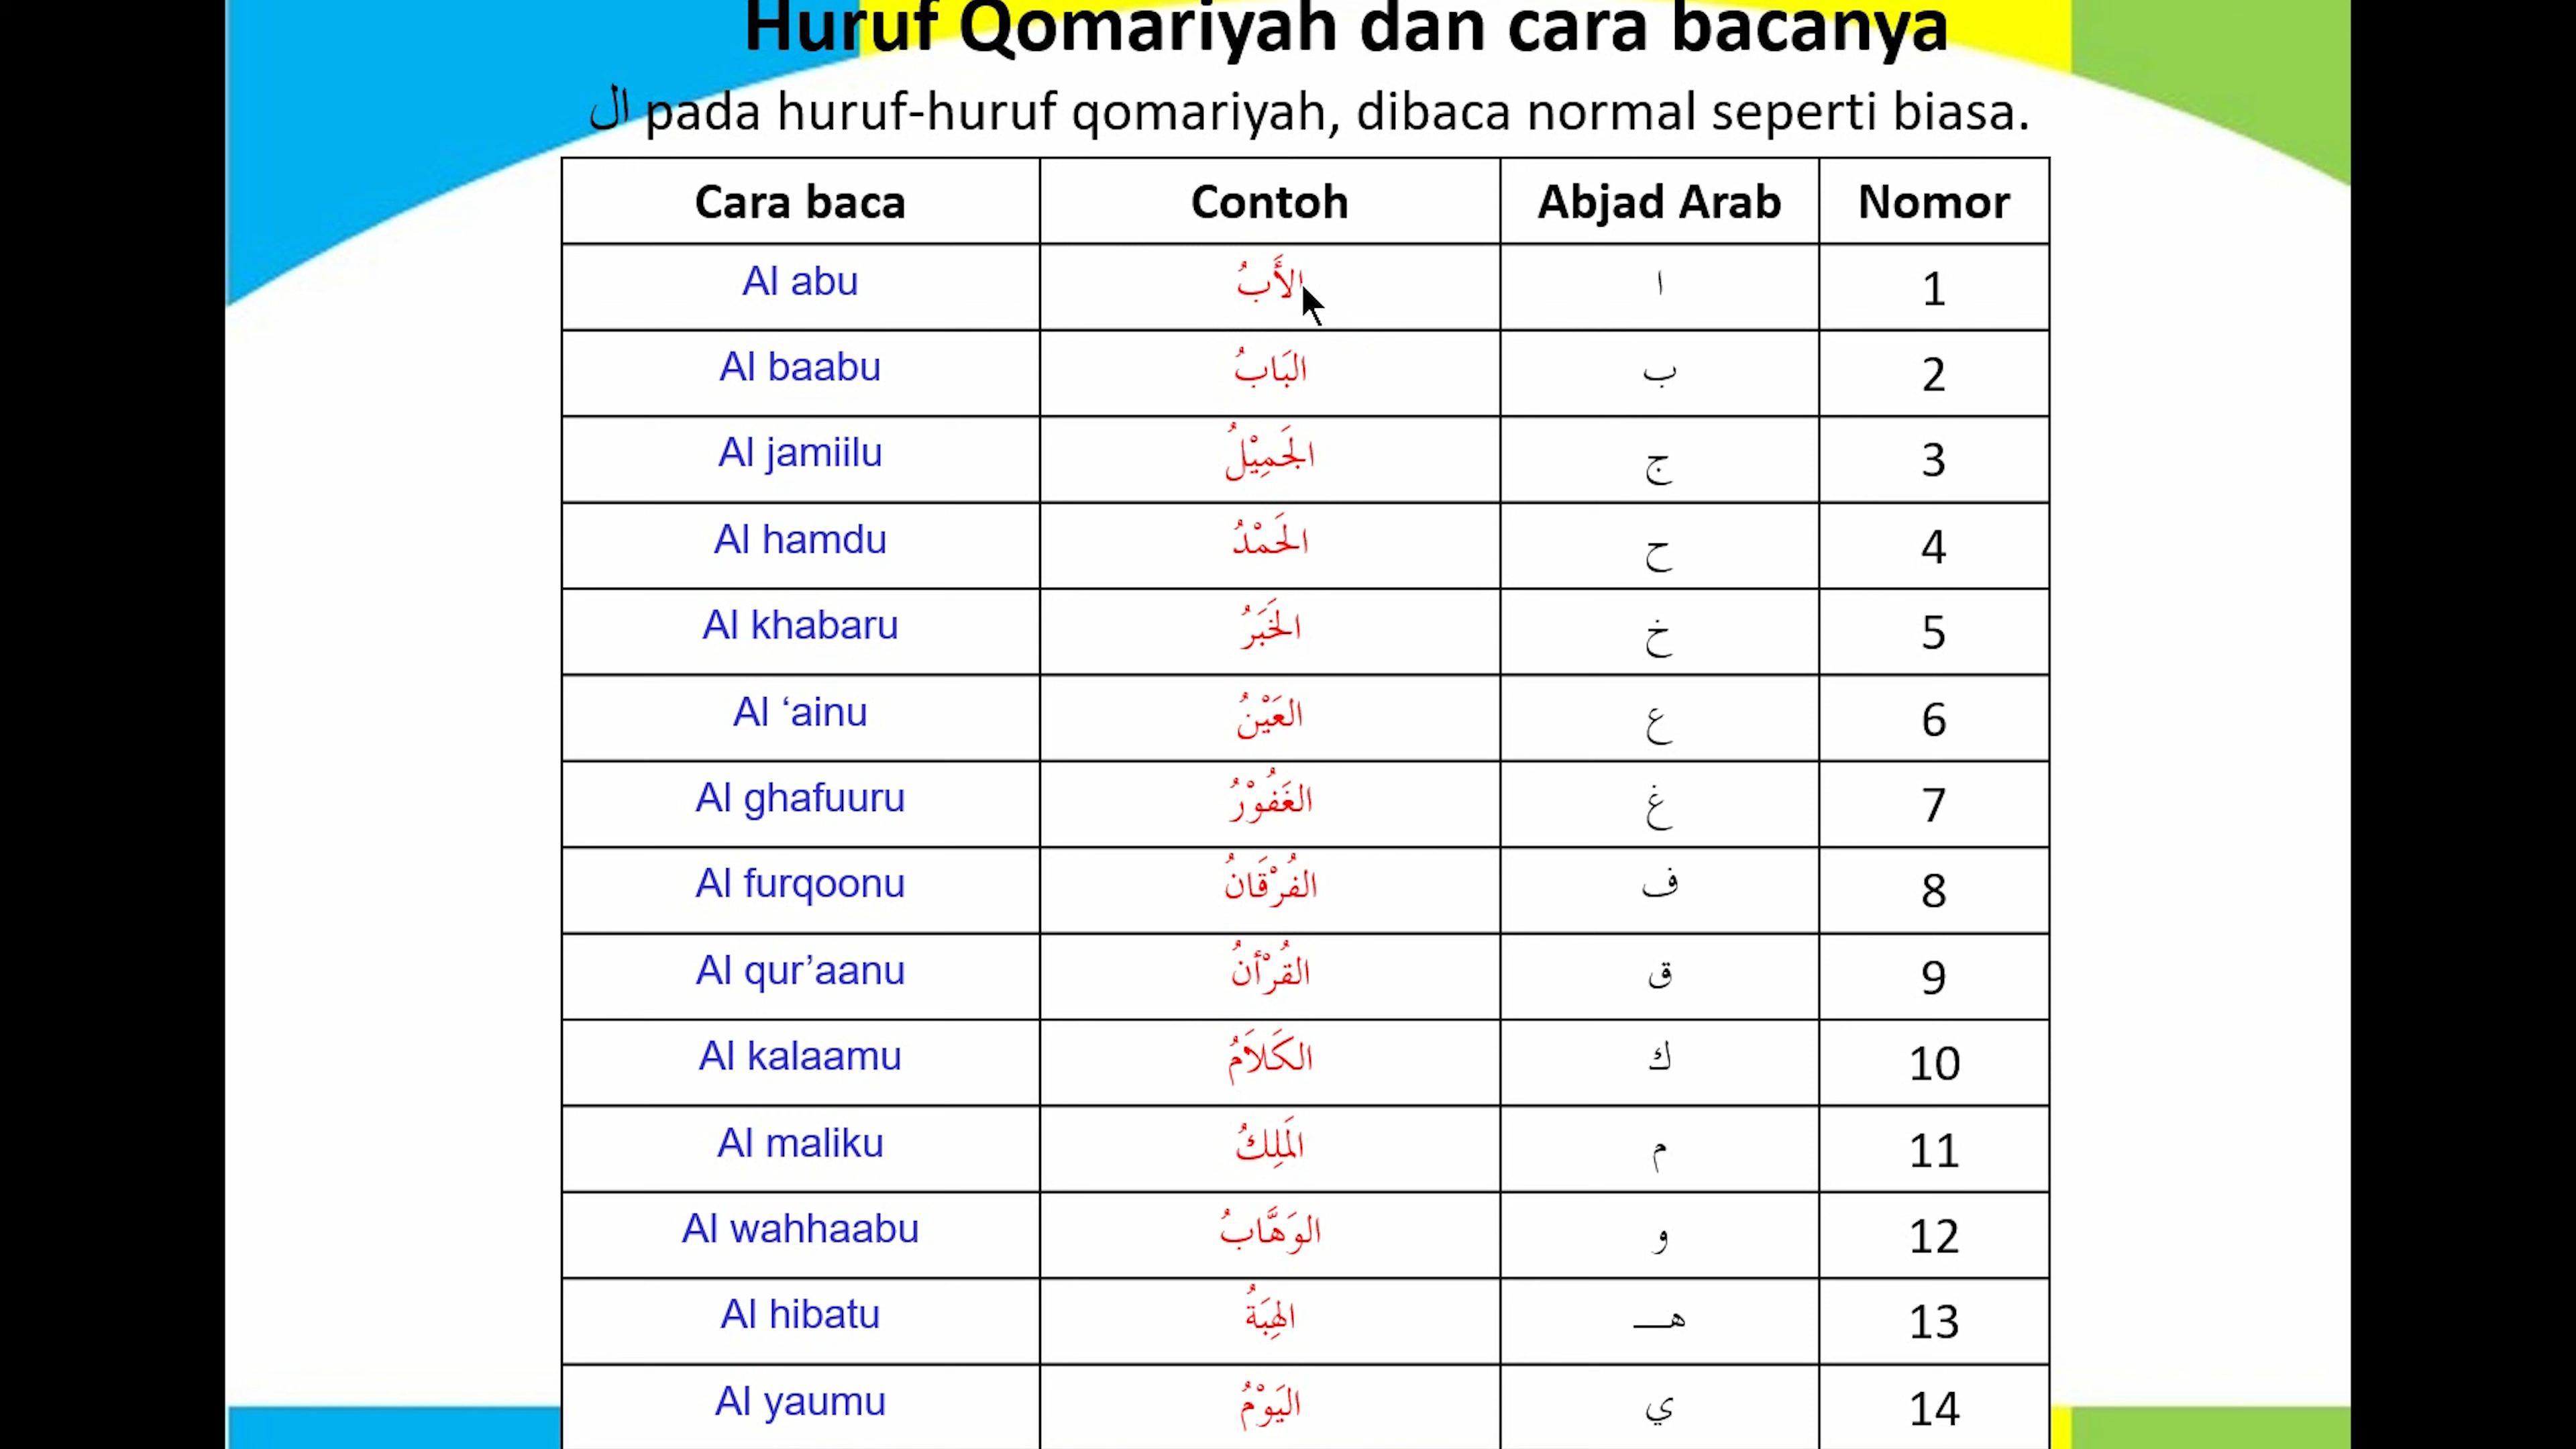 Huruf Qomariyah dan cara bacanya
ال pada huruf-huruf qomariyah, dibaca normal seperti biasa.
Cara baca Contoh Abjad Arab Nomor
Al abu الأَبُ ا 1
Al baabu البَابُ ب 2
Al jamiilu الجَمِيْلُ ج 3
Al hamdu الحَمْدُ ح 4
Al khabaru الخَبَرُ خ 5
Al ‘ainu العَيْنُ ع 6
Al ghafuuru الغَفُوْرُ غ 7
Al furqoonu الفُرْقَانُ ف 8
Al qur’aanu القُرْأنُ ق 9
Al kalaamu الكَلاَمُ ك 10
Al maliku المَلِكُ م 11
Al wahhaabu الوَهَّابُ و 12
Al hibatu الهِبَةُ هـ 13
Al yaumu اليَوْمُ ي 14